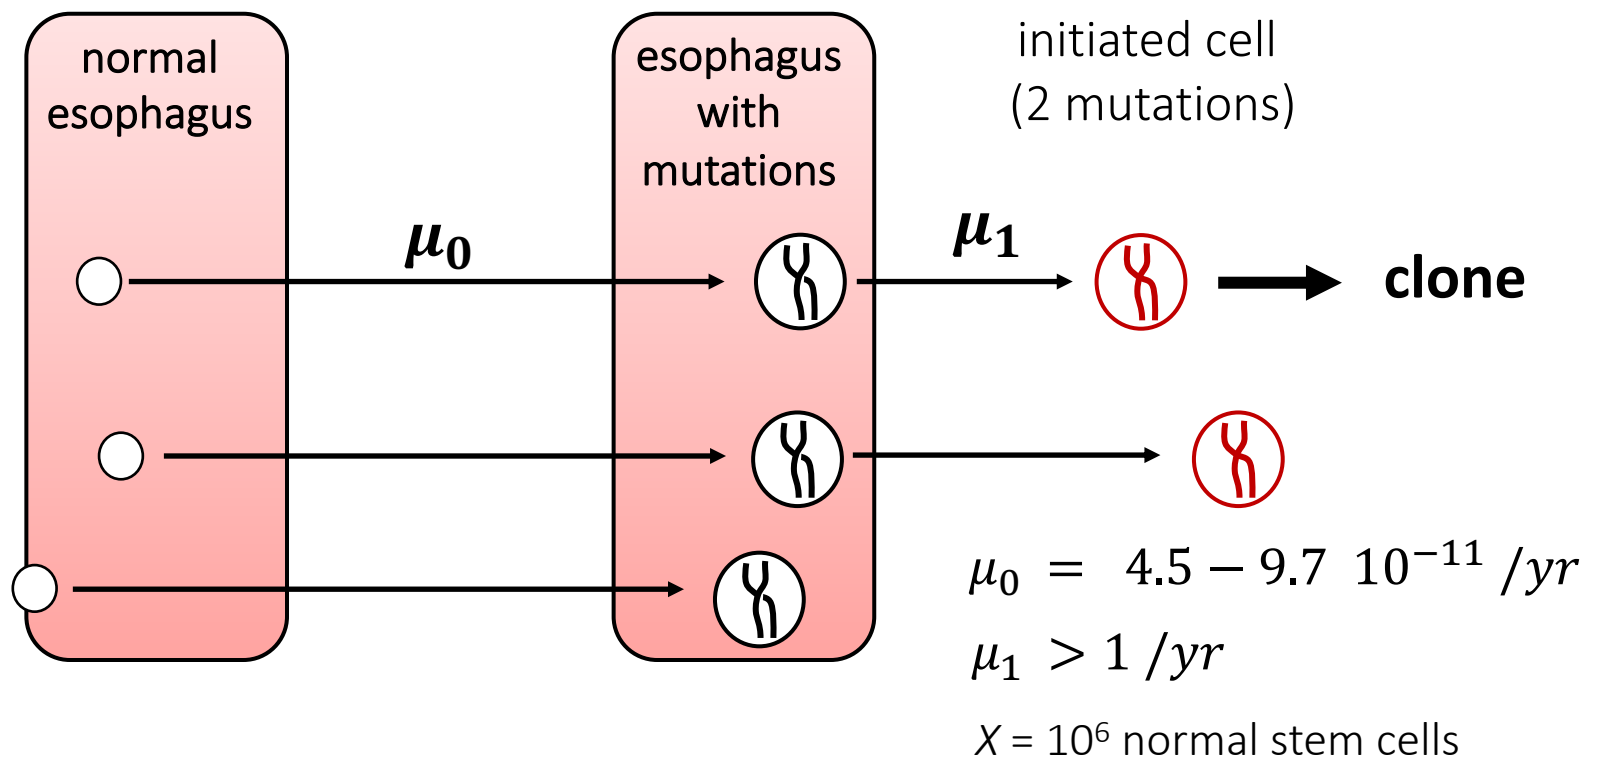 normal
esophagus
esophagus
with
mutations
initiated cell
(2 mutations)
μ₀
μ₁
clone
μ₀ = 4.5 − 9.7 10⁻¹¹ /yr
μ₁ > 1 /yr
X = 10⁶ normal stem cells